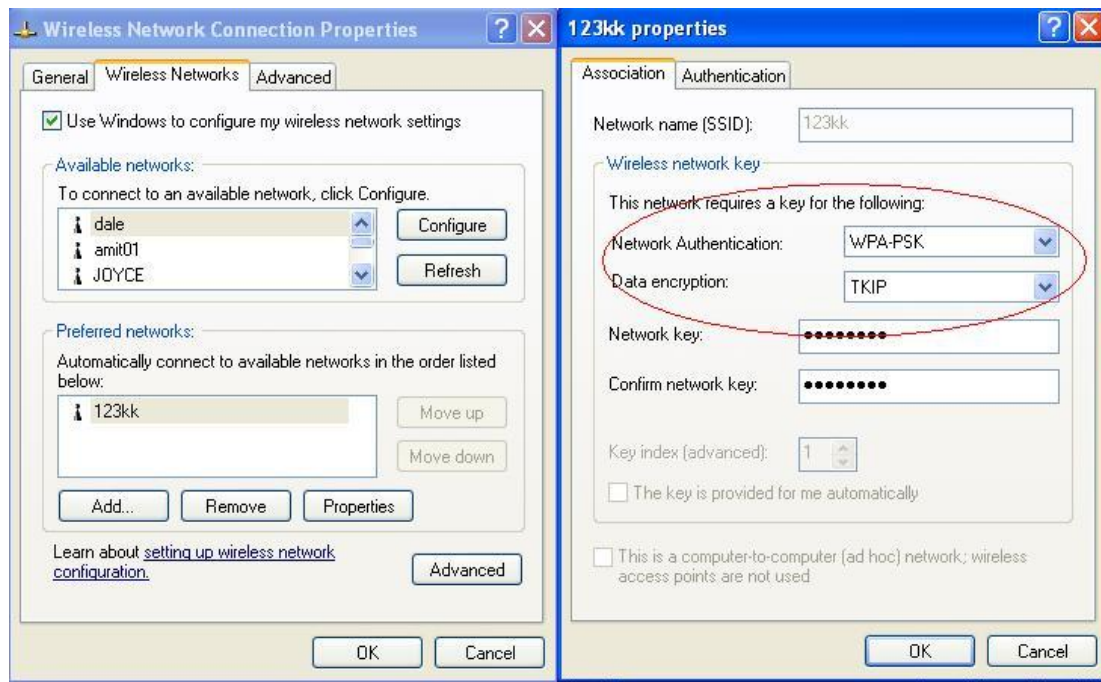 Wireless Network Connection Properties
General Wireless Networks Advanced
Use Windows to configure my wireless network settings
Available networks:
To connect to an available network, click Configure.
dale
amit01
JOYCE
Configure
Refresh
Preferred networks:
Automatically connect to available networks in the order listed
below:
123kk
Move up
Move down
Add... Remove Properties
Learn about setting up wireless network
configuration.
Advanced
OK Cancel
123kk properties
Association Authentication
Network name (SSID): 123kk
Wireless network key
This network requires a key for the following:
Network Authentication: WPA-PSK
Data encryption: TKIP
Network key: ●●●●●●●●
Confirm network key: ●●●●●●●●
Key index (advanced): 1
The key is provided for me automatically
This is a computer-to-computer (ad hoc) network; wireless
access points are not used
OK Cancel